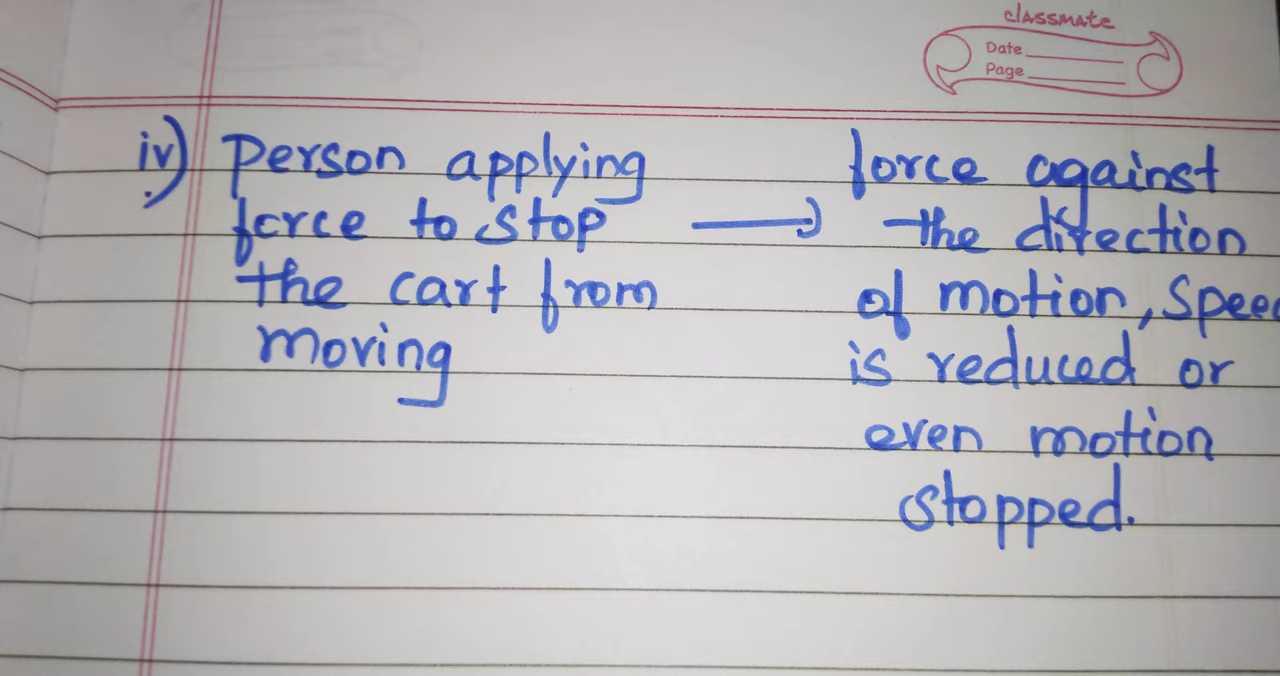 classmate
Date
Page
iv) Person applying
force to stop
the cart from
moving
→
force against
the direction
of motion, Speed
is reduced or
even motion
stopped.